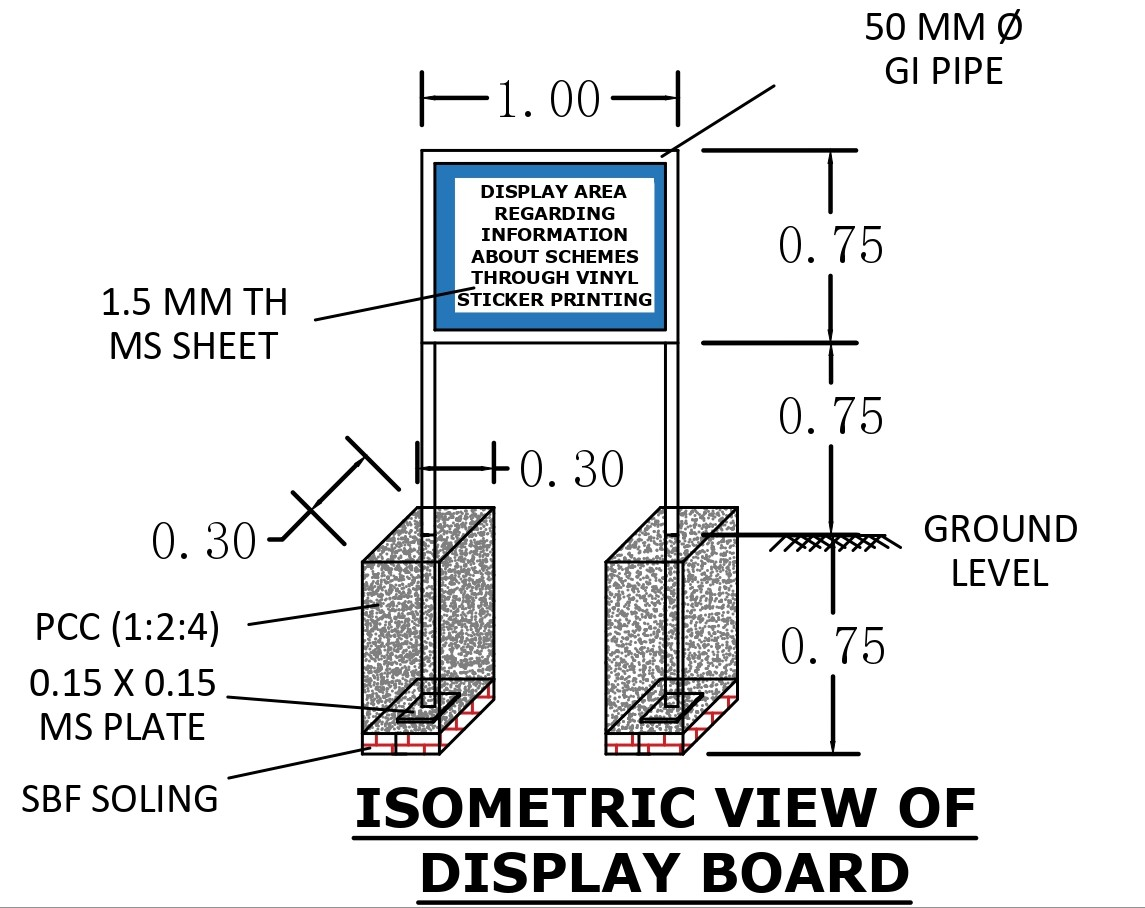 50 MM Ø
GI PIPE
1.00
DISPLAY AREA
REGARDING
INFORMATION
ABOUT SCHEMES
THROUGH VINYL
STICKER PRINTING
0.75
1.5 MM TH
MS SHEET
0.75
0.30
0.30
GROUND
LEVEL
PCC (1:2:4)
0.75
0.15 X 0.15
MS PLATE
SBF SOLING
ISOMETRIC VIEW OF
DISPLAY BOARD